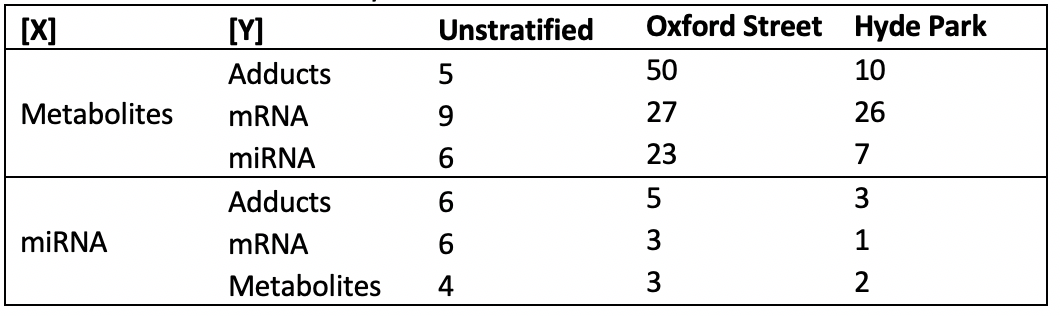 [X] [Y] Unstratified Oxford Street Hyde Park
Adducts 5 50 10
Metabolites mRNA 9 27 26
miRNA 6 23 7
Adducts 6 5 3
miRNA mRNA 6 3 1
Metabolites 4 3 2